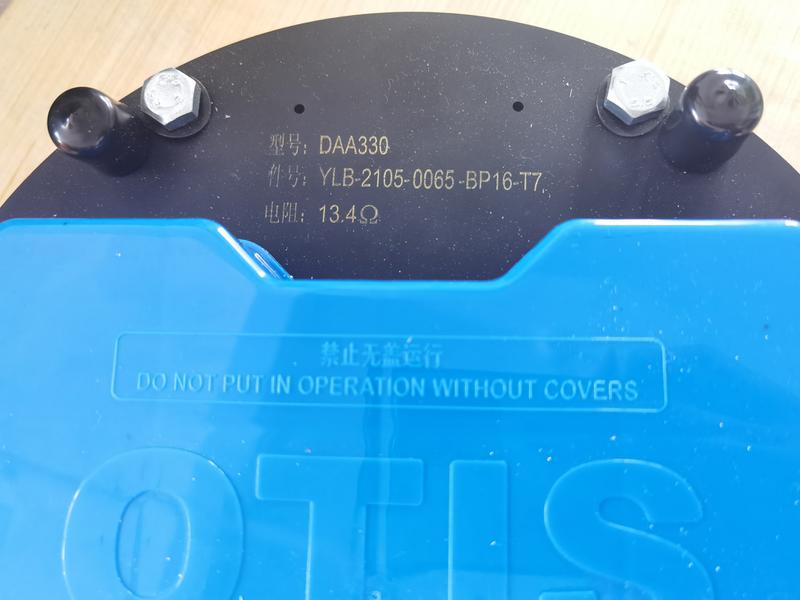 型号: DAA330
件号: YLB-2105-0065-BP16-T7
电阻: 13.4Ω
禁止无盖运行
DO NOT PUT IN OPERATION WITHOUT COVERS
OTIS